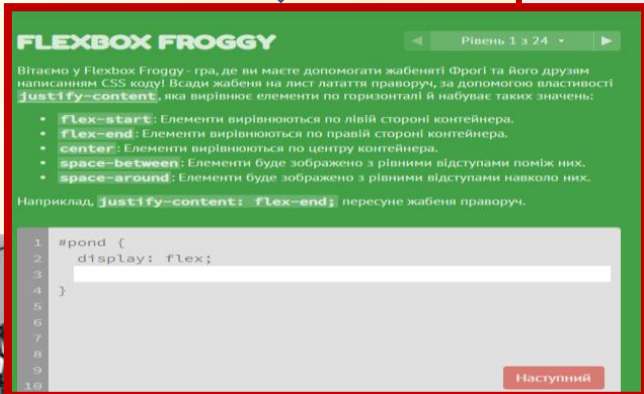 FLEXBOX FROGGY
Рівень 1 з 24
Вітаємо у Flexbox Froggy - гра, де ви маєте допомогати жабеняті Фрогі та його друзям
написанням CSS коду! Всади жабеня на лист латаття праворуч, за допомогою властивості
justify-content, яка вирівнює елементи по горизонталі й набуває таких значень:
• flex-start: Елементи вирівнюються по лівій стороні контейнера.
• flex-end: Елементи вирівнюються по правій стороні контейнера.
• center: Елементи вирівнюються по центру контейнера.
• space-between: Елементи буде зображено з рівними відступами поміж них.
• space-around: Елементи буде зображено з рівними відступами навколо них.
Наприклад, justify-content: flex-end; пересуне жабеня праворуч.
1 #pond {
2 display: flex;
3
4 }
5
6
7
8
9
Наступний
10